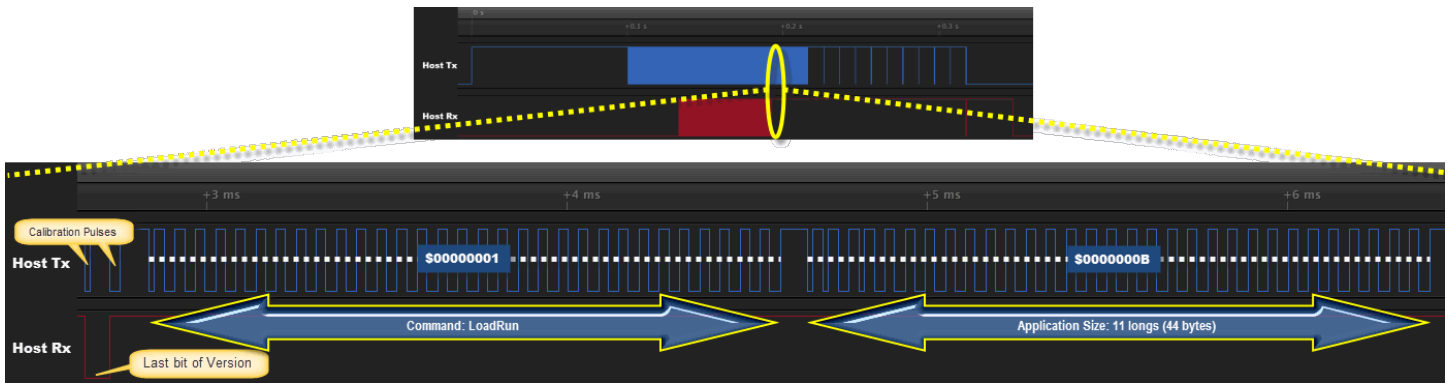 0 s
+0.1 s +0.2 s +0.3 s
Host Tx
Host Rx
+3 ms +4 ms +5 ms +6 ms
Calibration Pulses
Host Tx
$00000001
$0000000B
Command: LoadRun
Application Size: 11 longs (44 bytes)
Host Rx
Last bit of Version